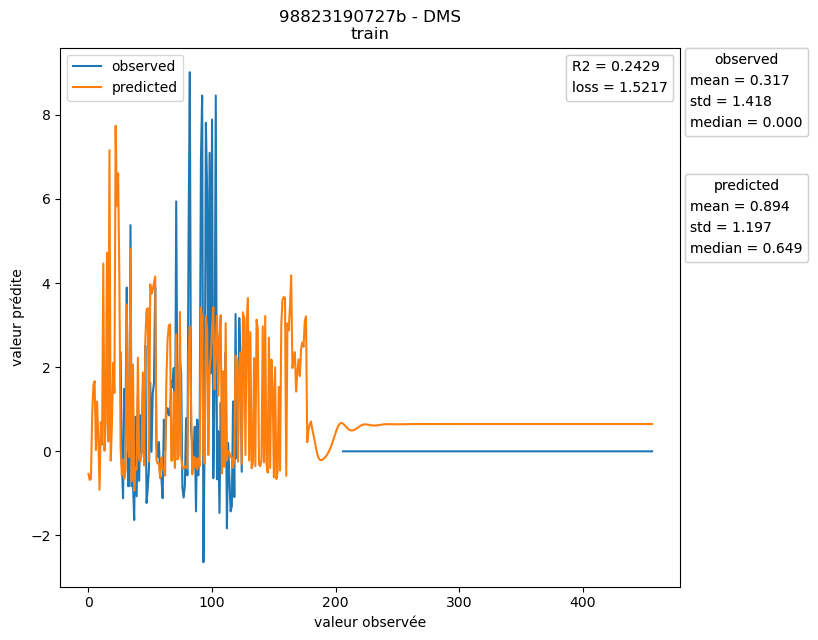 98823190727b - DMS
train
observed
predicted
R2 = 0.2429
loss = 1.5217
observed
mean = 0.317
std = 1.418
median = 0.000
predicted
mean = 0.894
std = 1.197
median = 0.649
8
6
4
2
0
−2
valeur prédite
0 100 200 300 400
valeur observée